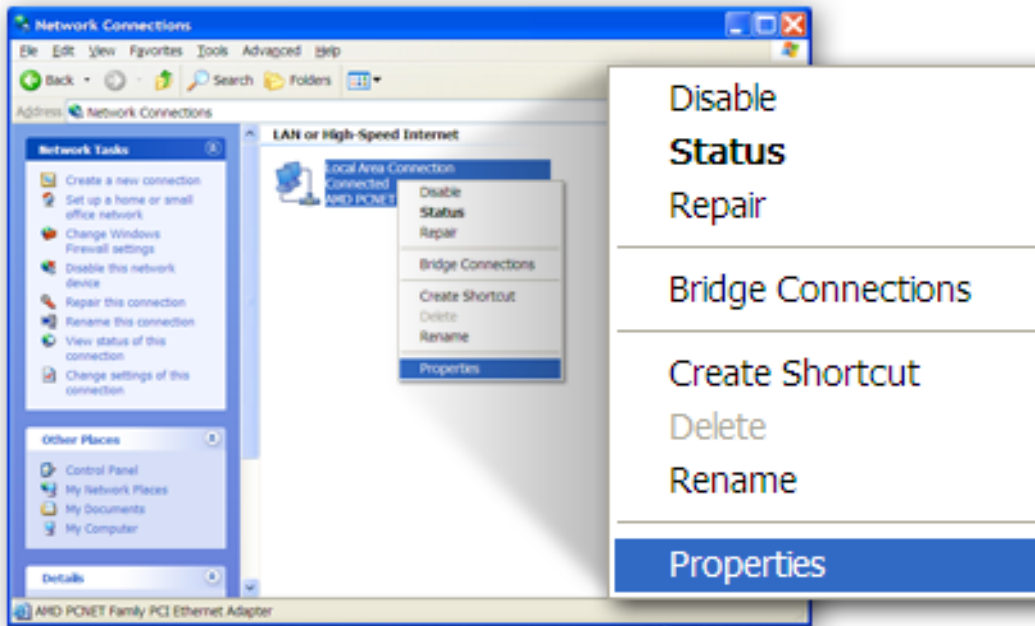 Network Connections
File Edit View Favorites Tools Advanced Help
Back Search Folders
Address Network Connections
Network Tasks
Create a new connection
Set up a home or small
office network
Change Windows
Firewall settings
Disable this network
device
Repair this connection
Rename this connection
View status of this
connection
Change settings of this
connection
Other Places
Control Panel
My Network Places
My Documents
My Computer
Details
LAN or High-Speed Internet
Local Area Connection
Connected
AMD PCNET
Disable
Status
Repair
Bridge Connections
Create Shortcut
Delete
Rename
Properties
AMD PCNET Family PCI Ethernet Adapter
Disable
Status
Repair
Bridge Connections
Create Shortcut
Delete
Rename
Properties